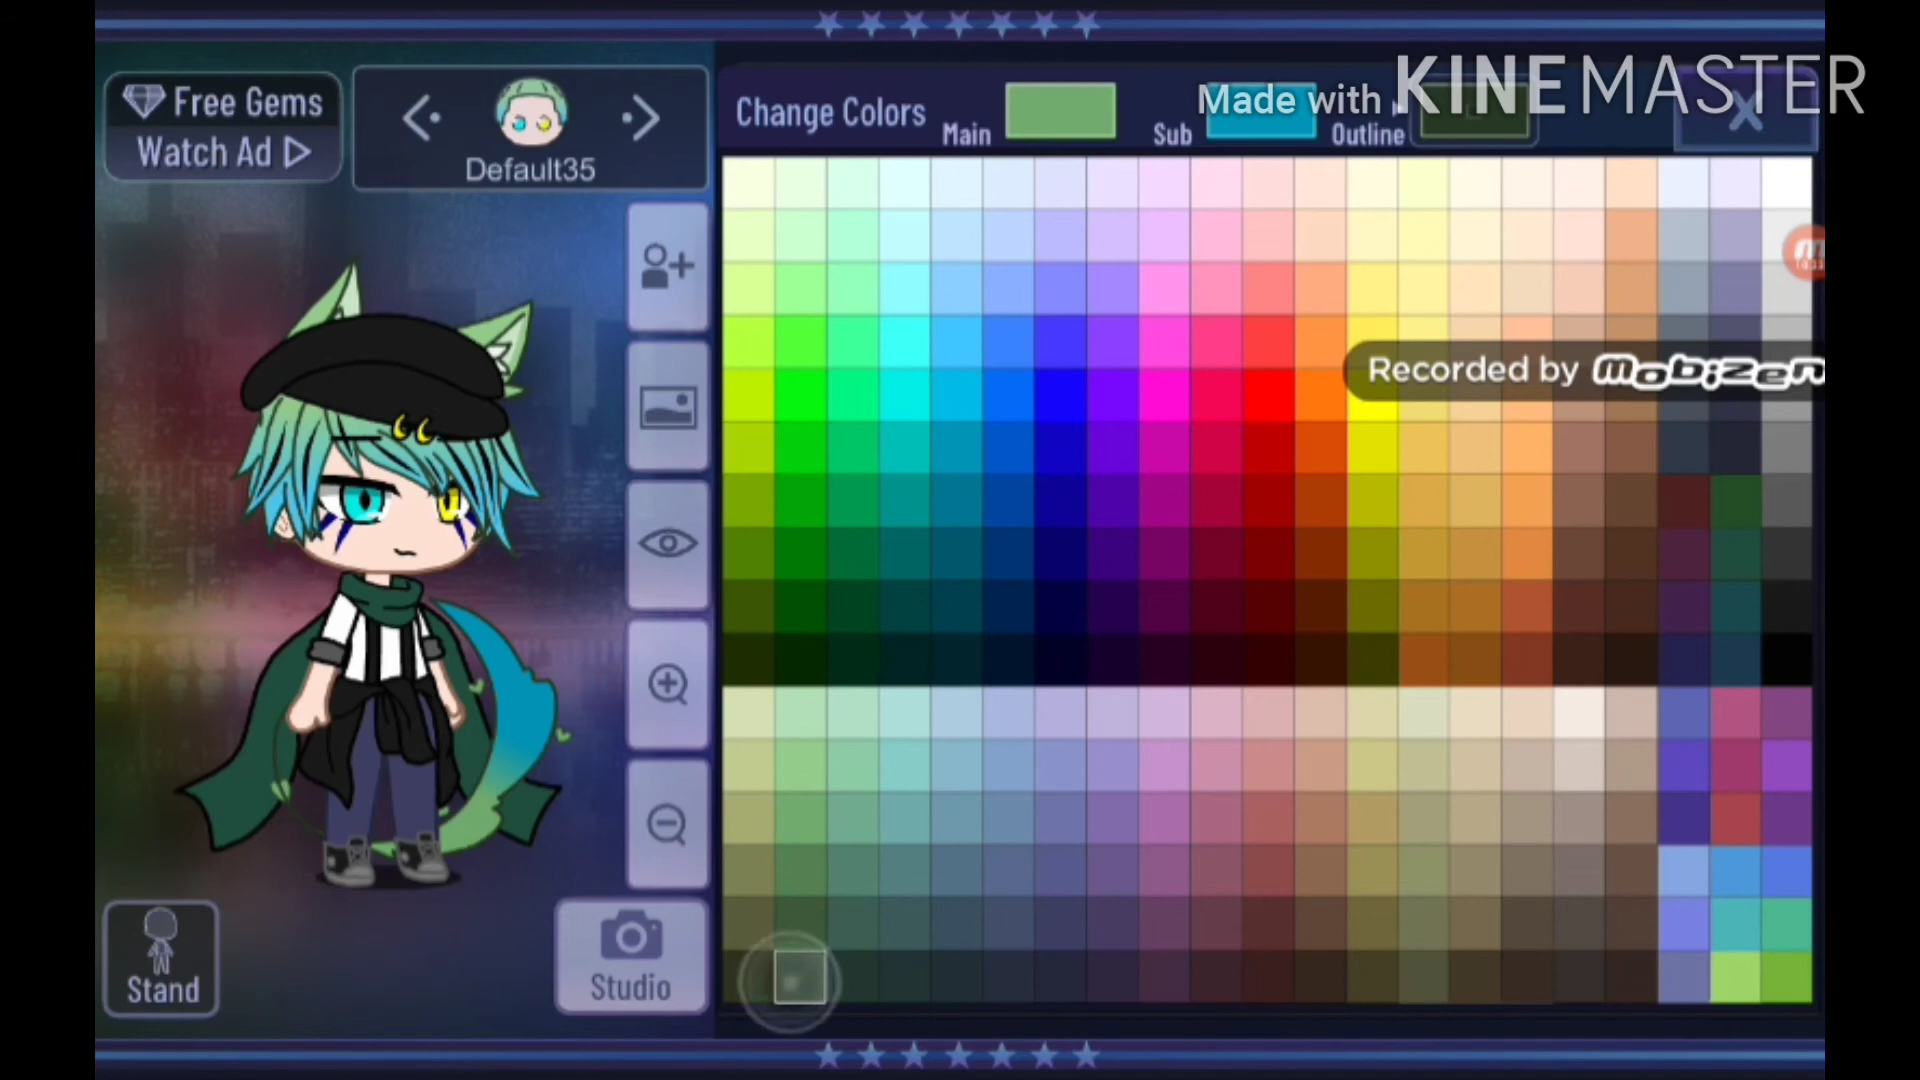 Free Gems
Watch Ad
Default35
Change Colors
Main
Sub
Outline
Made with KINEMASTER
X
Recorded by mobizen
Stand
Studio